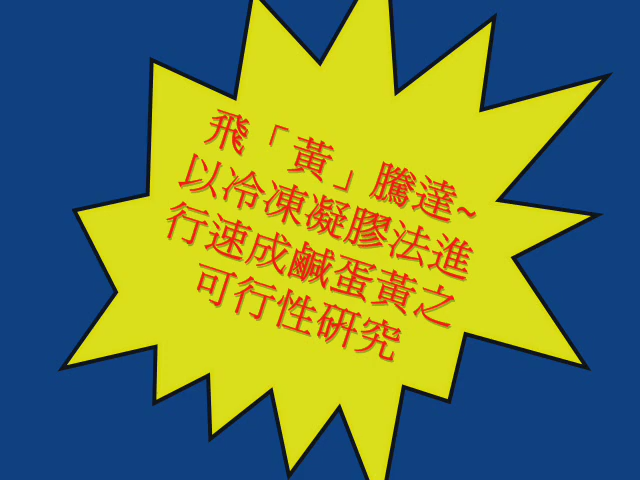 飛「黃」騰達~
以冷凍凝膠法進
行速成鹹蛋黃之
可行性研究